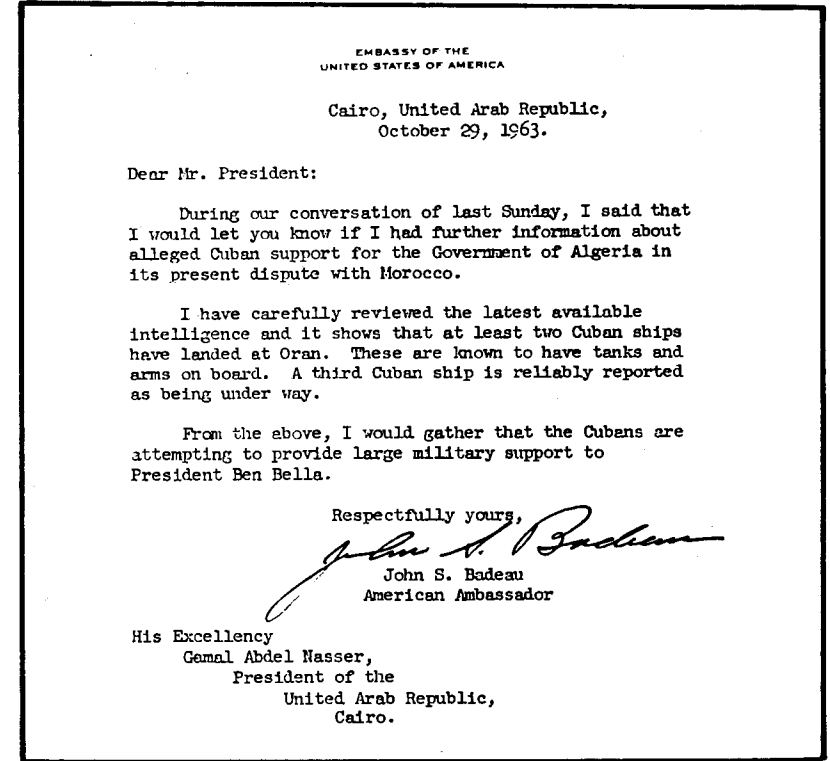 EMBASSY OF THE
UNITED STATES OF AMERICA
Cairo, United Arab Republic,
October 29, 1963.
Dear Mr. President:
During our conversation of last Sunday, I said that
I would let you know if I had further information about
alleged Cuban support for the Government of Algeria in
its present dispute with Morocco.
I have carefully reviewed the latest available
intelligence and it shows that at least two Cuban ships
have landed at Oran. These are known to have tanks and
arms on board. A third Cuban ship is reliably reported
as being under way.
From the above, I would gather that the Cubans are
attempting to provide large military support to
President Ben Bella.
Respectfully yours,
John S. Badeau
John S. Badeau
American Ambassador
His Excellency
Gamal Abdel Nasser,
President of the
United Arab Republic,
Cairo.